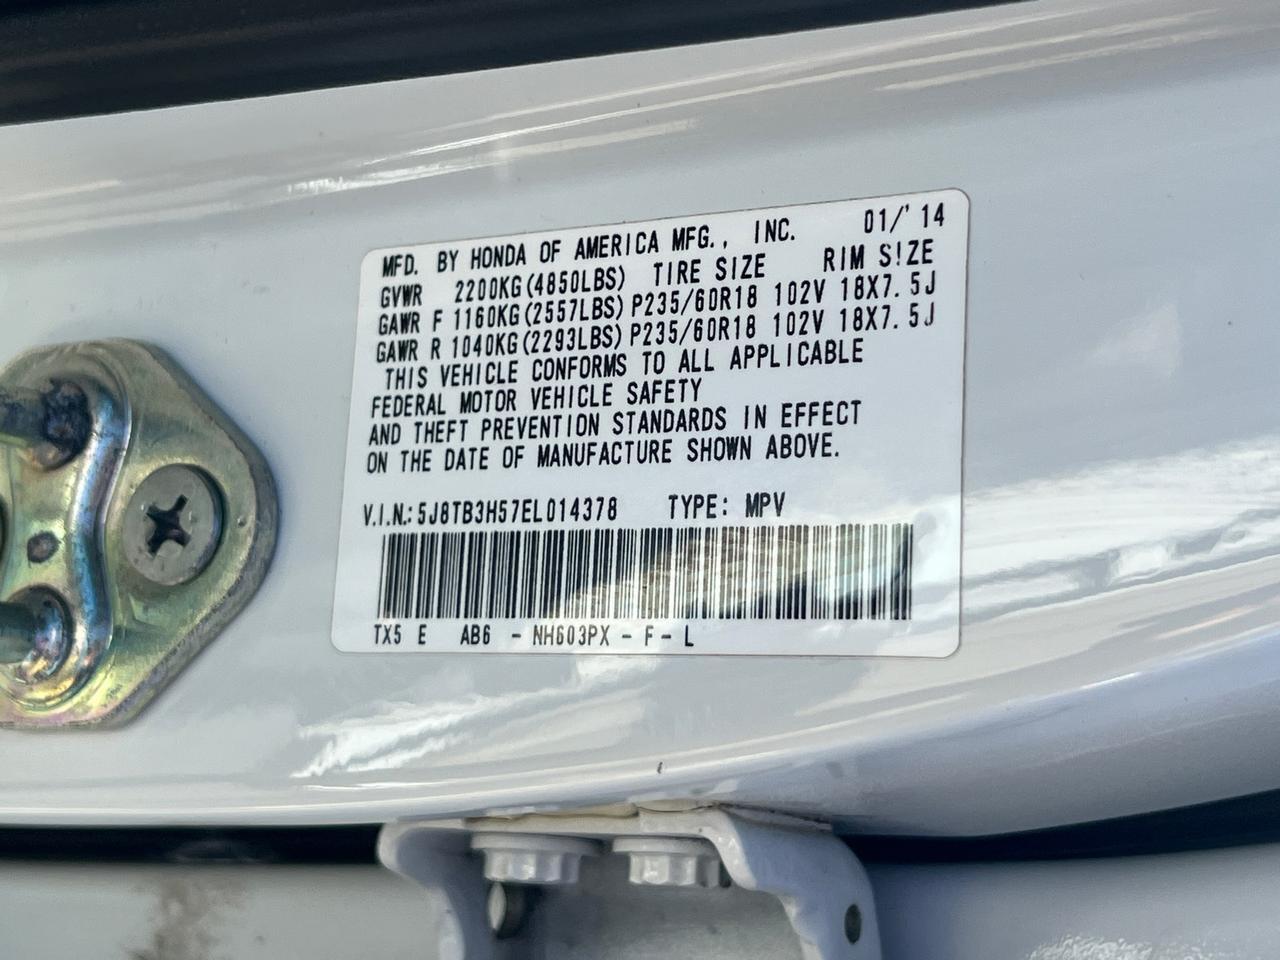 MFD. BY HONDA OF AMERICA MFG., INC. 01/'14
GVWR 2200KG(4850LBS) TIRE SIZE RIM SIZE
GAWR F 1160KG(2557LBS) P235/60R18 102V 18X7.5J
GAWR R 1040KG(2293LBS) P235/60R18 102V 18X7.5J
THIS VEHICLE CONFORMS TO ALL APPLICABLE
FEDERAL MOTOR VEHICLE SAFETY
AND THEFT PREVENTION STANDARDS IN EFFECT
ON THE DATE OF MANUFACTURE SHOWN ABOVE.
V.I.N.: 5J8TB3H57EL014378 TYPE: MPV
TX5 E AB6 - NH603PX - F - L